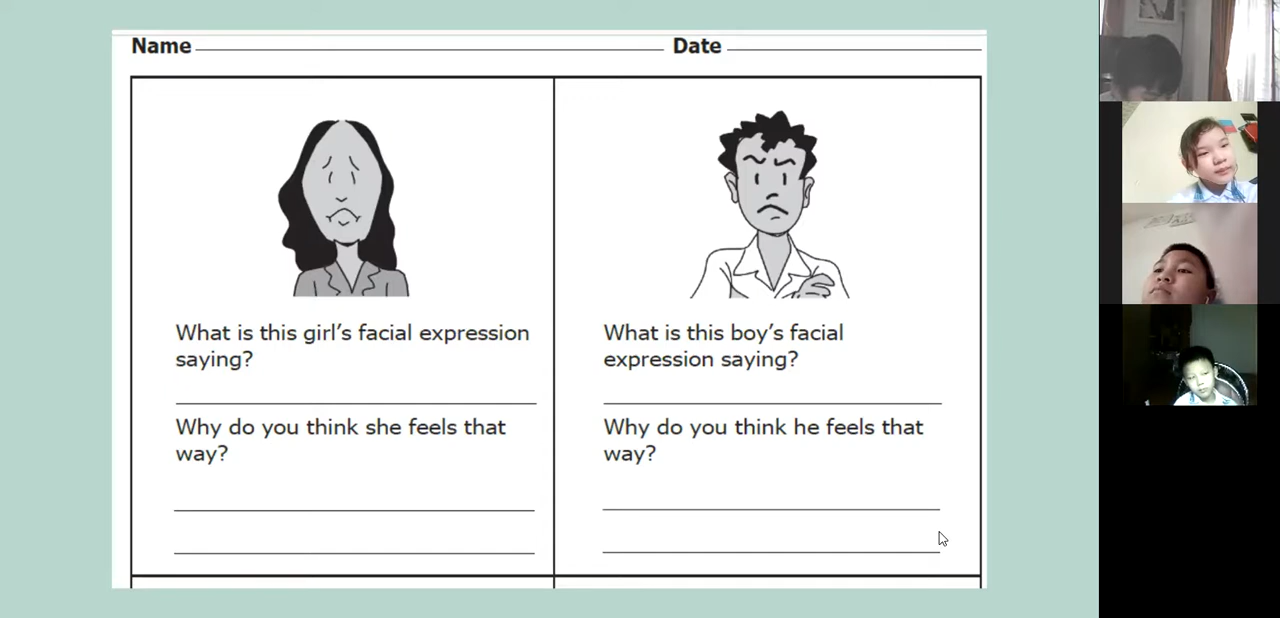 Name Date
What is this girl's facial expression
saying?
Why do you think she feels that
way?
What is this boy's facial
expression saying?
Why do you think he feels that
way?